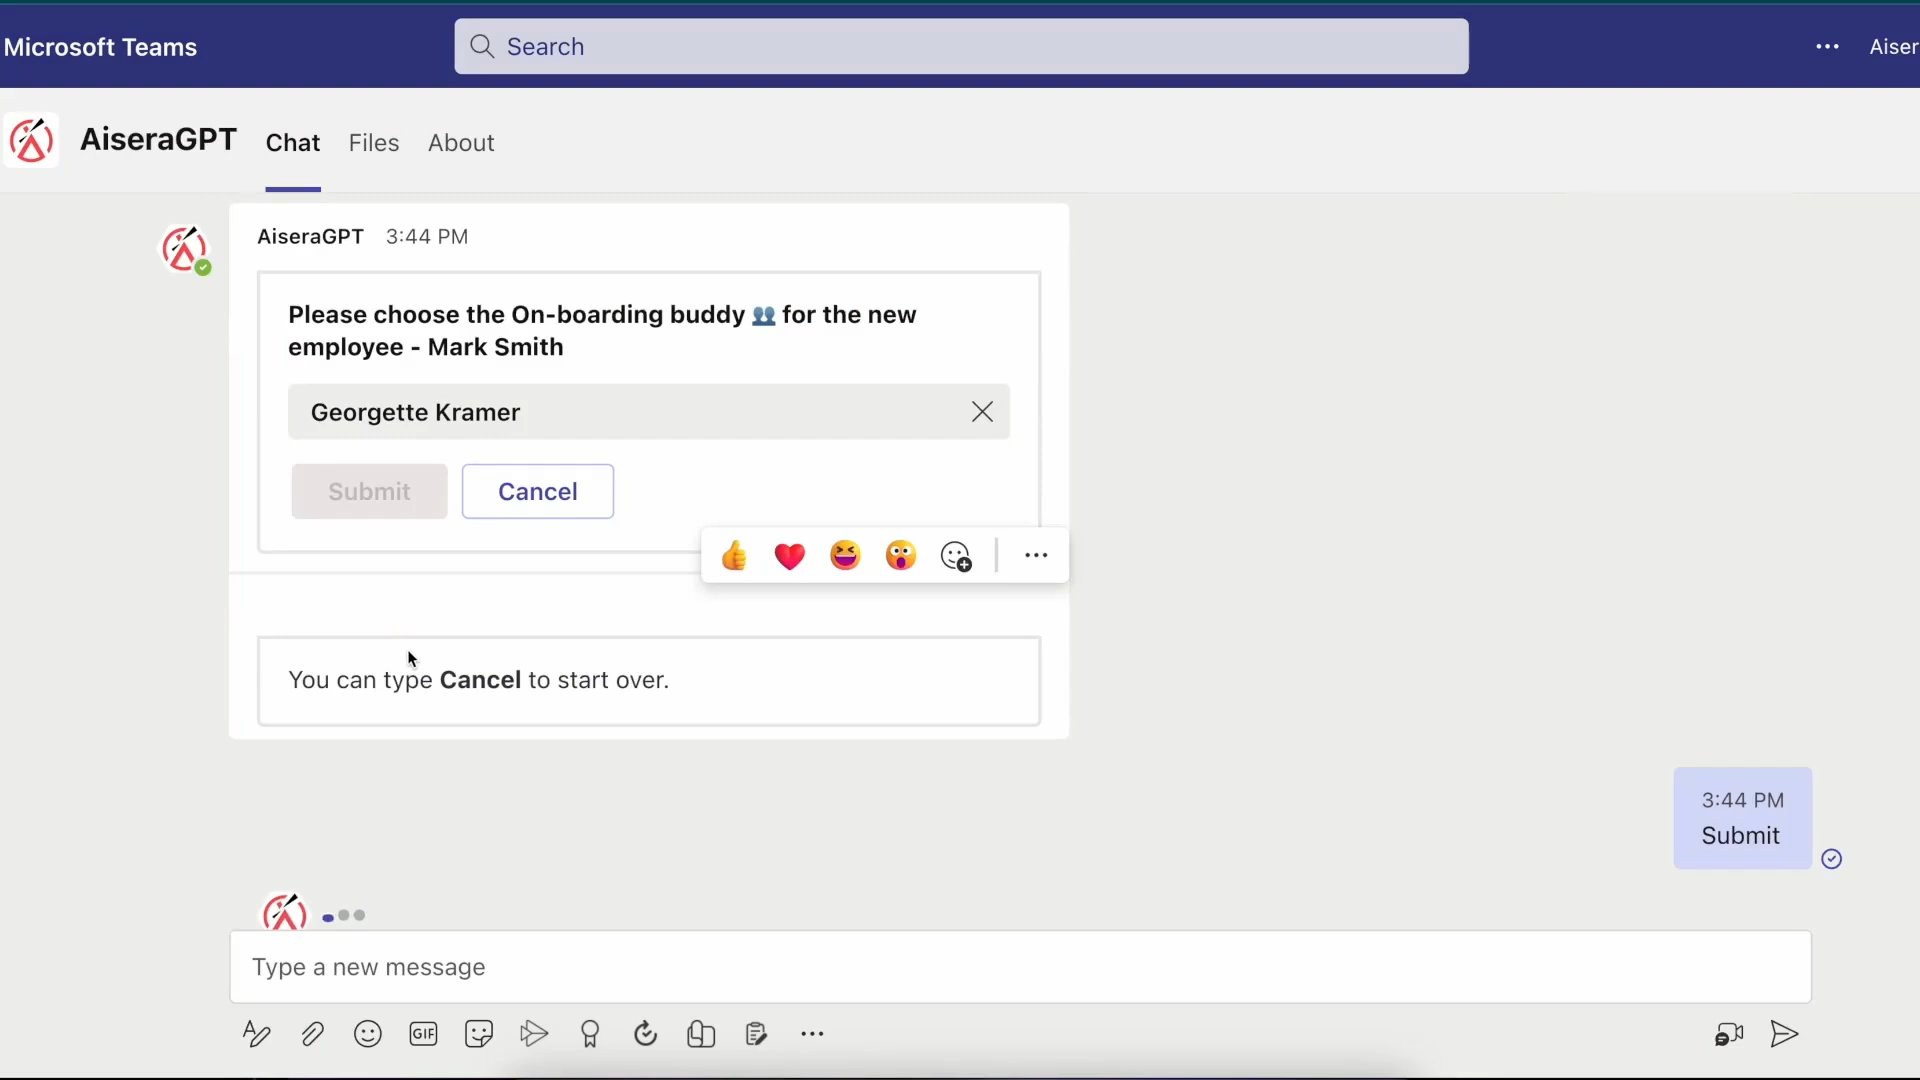 Microsoft Teams
Search
Aiser
AiseraGPT
Chat
Files
About
AiseraGPT 3:44 PM
Please choose the On-boarding buddy 👥 for the new
employee - Mark Smith
Georgette Kramer
Submit
Cancel
You can type Cancel to start over.
3:44 PM
Submit
Type a new message
GIF